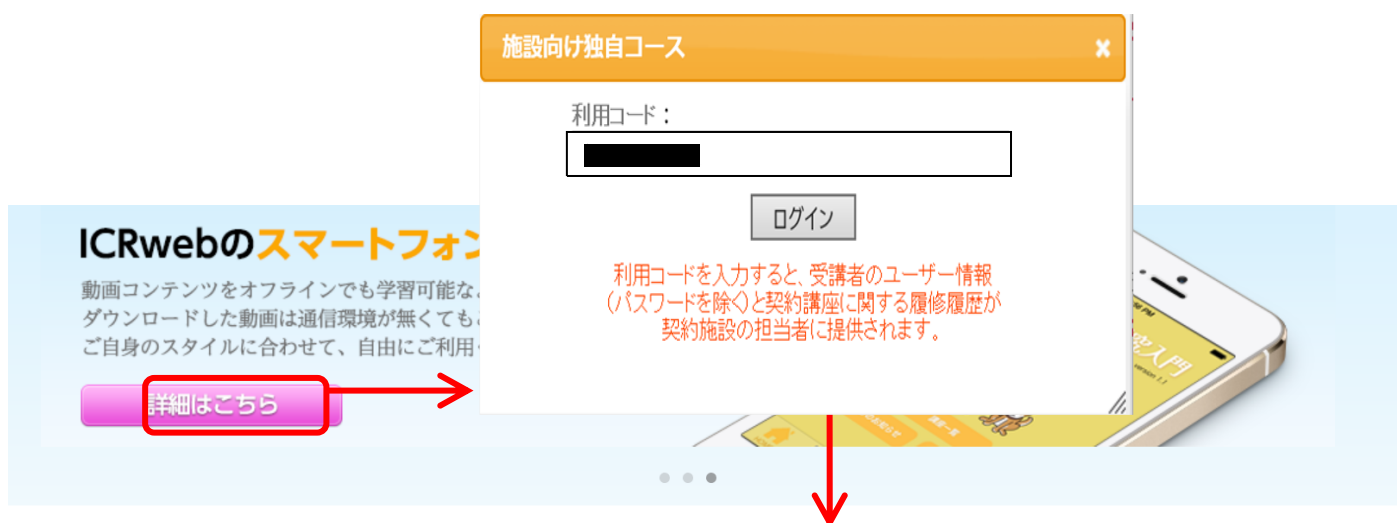 施設向け独自コース
利用コード：
ログイン
利用コードを入力すると、受講者のユーザー情報
（パスワードを除く）と契約講座に関する履修履歴が
契約施設の担当者に提供されます。
ICRwebのスマートフォン
動画コンテンツをオフラインでも学習可能な
ダウンロードした動画は通信環境が無くても
ご自身のスタイルに合わせて、自由にご利用
詳細はこちら
入門
version 1.1